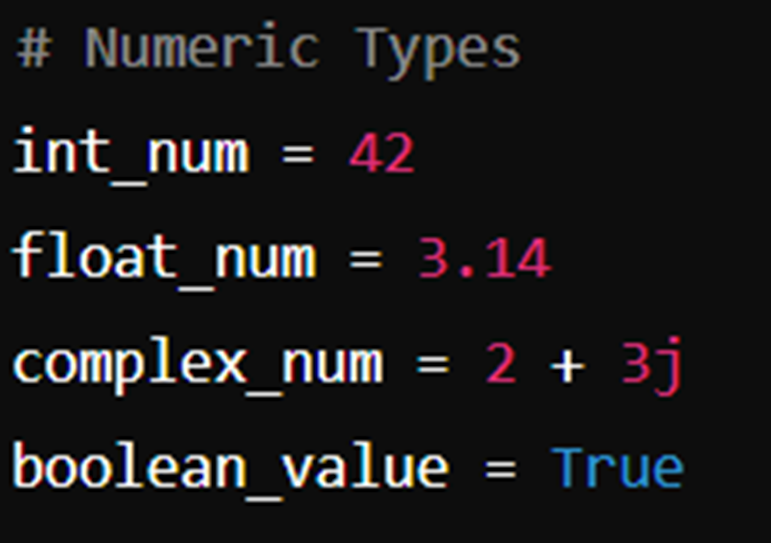 # Numeric Types
int_num = 42
float_num = 3.14
complex_num = 2 + 3j
boolean_value = True